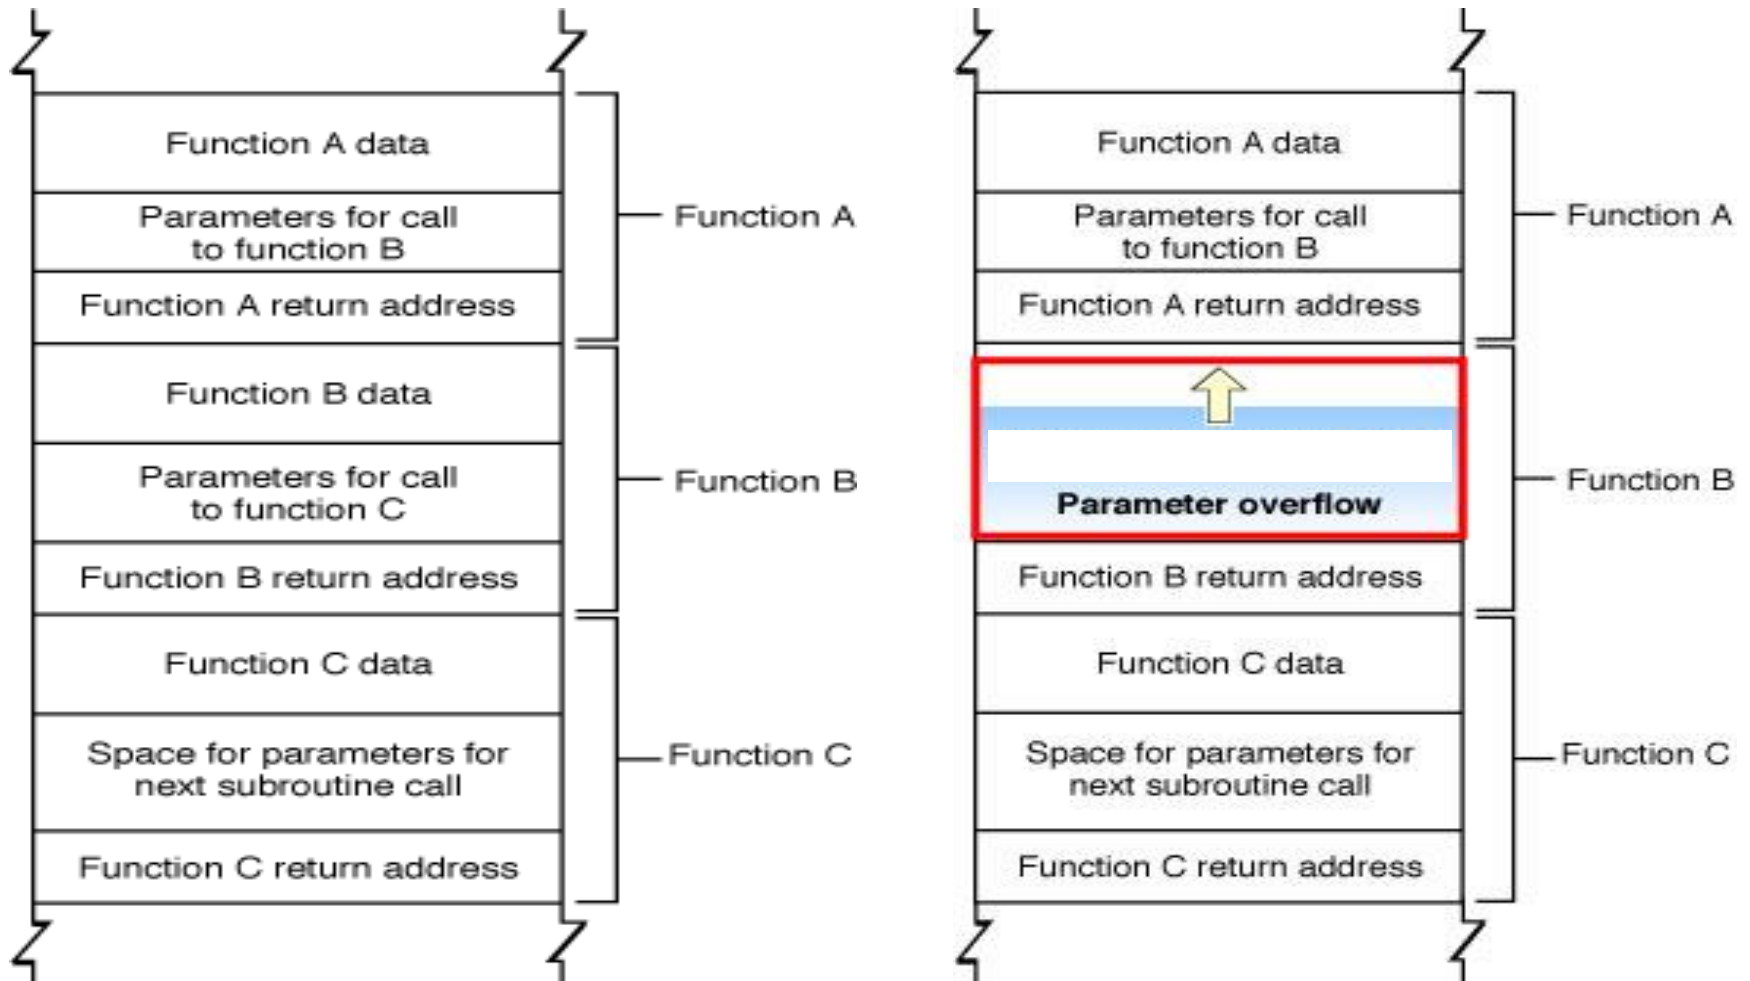 Function A data
Parameters for call
to function B
Function A return address
Function A
Function B data
Parameters for call
to function C
Function B return address
Function B
Function C data
Space for parameters for
next subroutine call
Function C return address
Function C
Function A data
Parameters for call
to function B
Function A return address
Function A
Parameter overflow
Function B return address
Function B
Function C data
Space for parameters for
next subroutine call
Function C return address
Function C